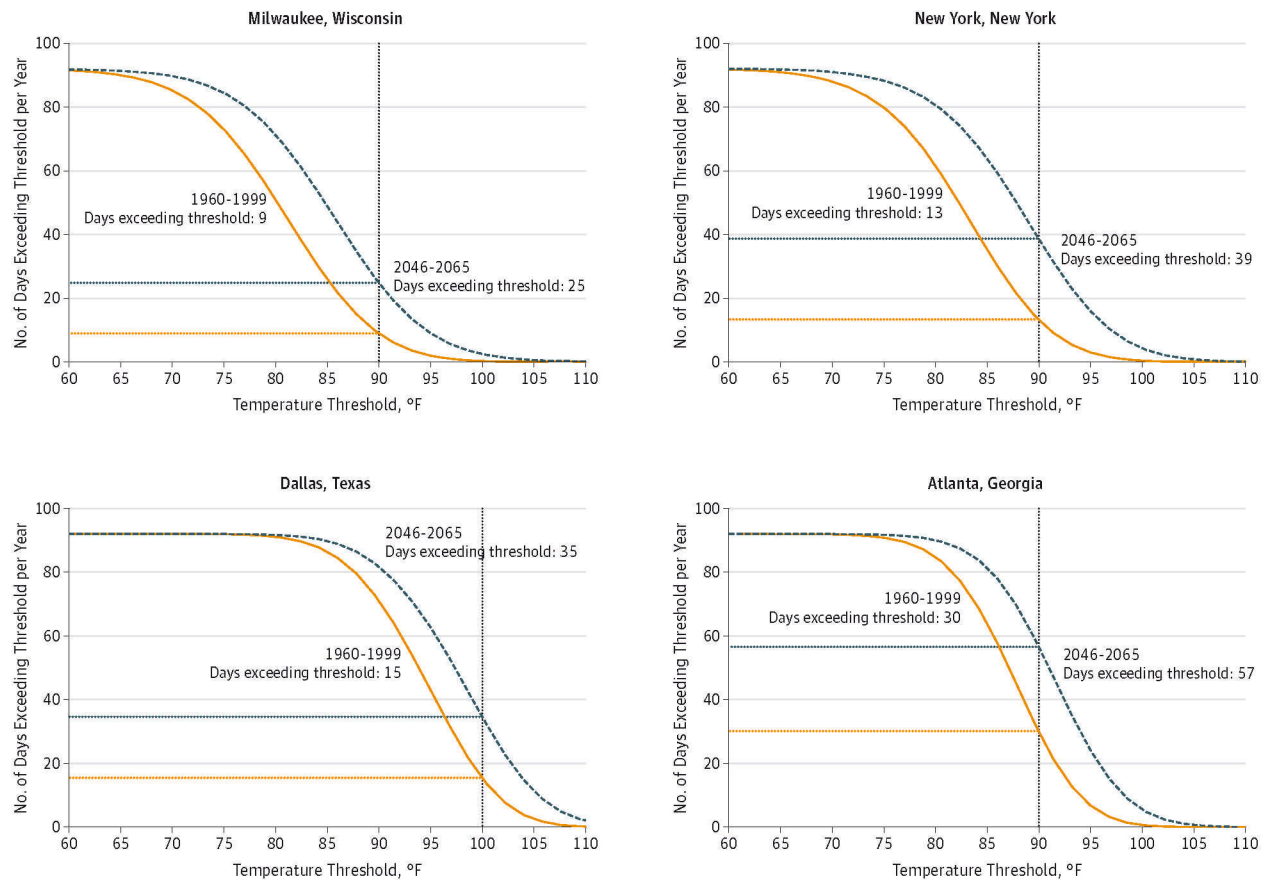 Milwaukee, Wisconsin
No. of Days Exceeding Threshold per Year
100
80
60
40
20
0
1960-1999
Days exceeding threshold: 9
2046-2065
Days exceeding threshold: 25
60 65 70 75 80 85 90 95 100 105 110
Temperature Threshold, °F
New York, New York
No. of Days Exceeding Threshold per Year
100
80
60
40
20
0
1960-1999
Days exceeding threshold: 13
2046-2065
Days exceeding threshold: 39
60 65 70 75 80 85 90 95 100 105 110
Temperature Threshold, °F
Dallas, Texas
No. of Days Exceeding Threshold per Year
100
80
60
40
20
0
2046-2065
Days exceeding threshold: 35
1960-1999
Days exceeding threshold: 15
60 65 70 75 80 85 90 95 100 105 110
Temperature Threshold, °F
Atlanta, Georgia
No. of Days Exceeding Threshold per Year
100
80
60
40
20
0
1960-1999
Days exceeding threshold: 30
2046-2065
Days exceeding threshold: 57
60 65 70 75 80 85 90 95 100 105 110
Temperature Threshold, °F